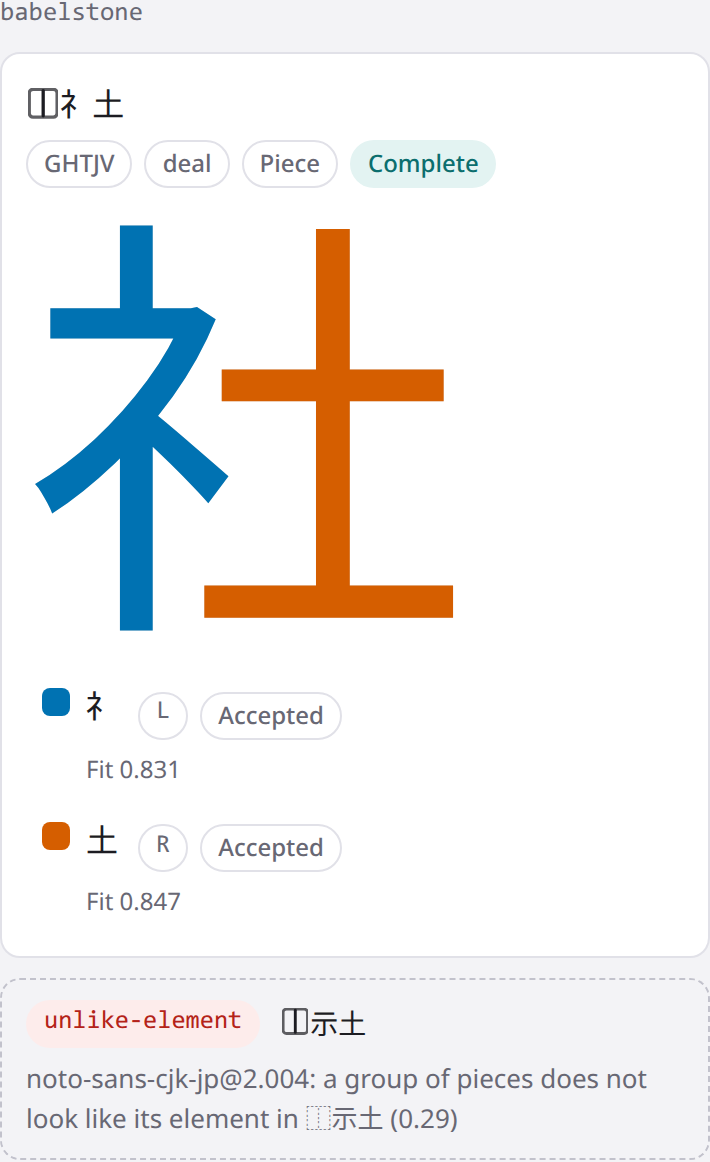 babelstone
⿰礻土
GHTJV deal Piece Complete
社
礻 L Accepted
Fit 0.831
土 R Accepted
Fit 0.847
unlike-element ⿰示土
noto-sans-cjk-jp@2.004: a group of pieces does not
look like its element in ⿰示土 (0.29)